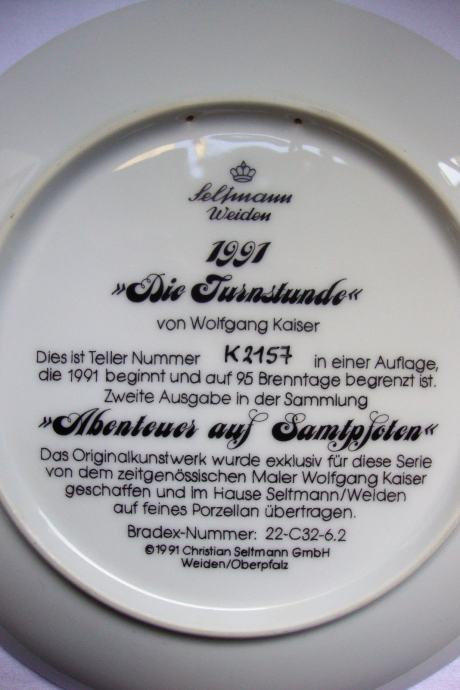 Seltmann
Weiden
1991
»Die Turnstunde«
von Wolfgang Kaiser
Dies ist Teller Nummer K2157 in einer Auflage,
die 1991 beginnt und auf 95 Brenntage begrenzt ist.
Zweite Ausgabe in der Sammlung
»Abenteuer auf Samtpfoten«
Das Originalkunstwerk wurde exklusiv für diese Serie
von dem zeitgenössischen Maler Wolfgang Kaiser
geschaffen und im Hause Seltmann/Weiden
auf feines Porzellan übertragen.
Bradex-Nummer: 22-C32-6.2
©1991 Christian Seltmann GmbH
Weiden/Oberpfalz